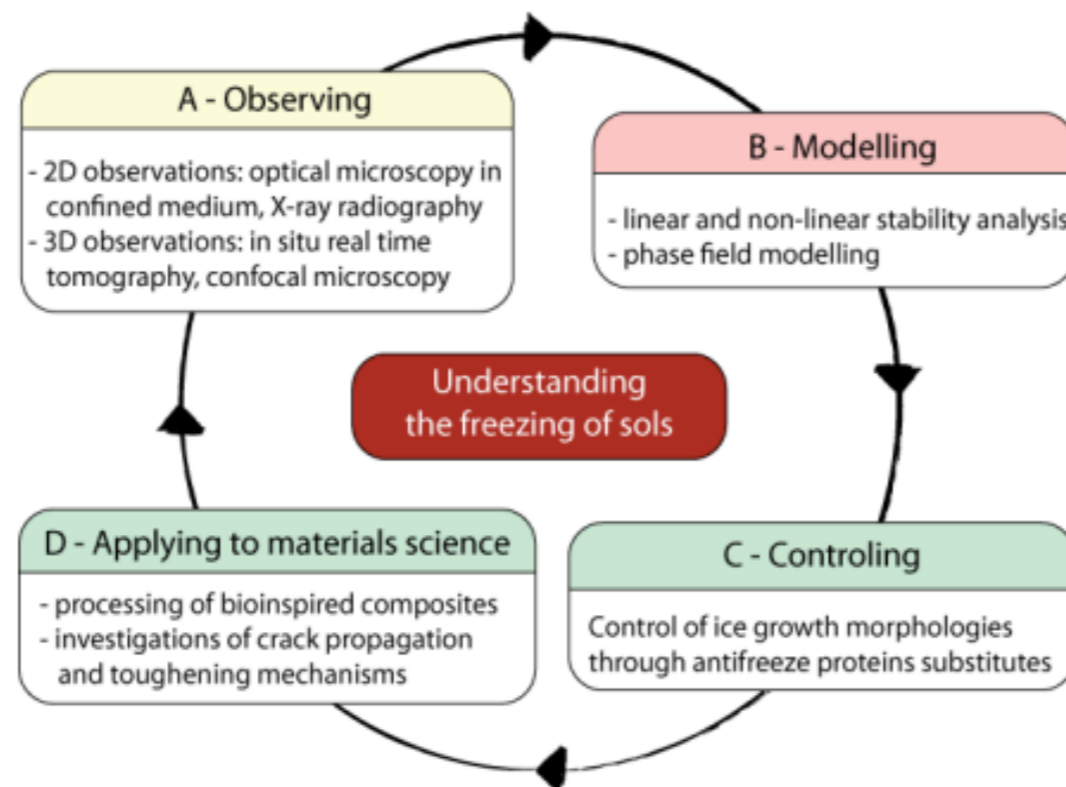 A - Observing
- 2D observations: optical microscopy in
confined medium, X-ray radiography
- 3D observations: in situ real time
tomography, confocal microscopy
B - Modelling
- linear and non-linear stability analysis
- phase field modelling
Understanding
the freezing of sols
D - Applying to materials science
- processing of bioinspired composites
- investigations of crack propagation
and toughening mechanisms
C - Controling
Control of ice growth morphologies
through antifreeze proteins substitutes